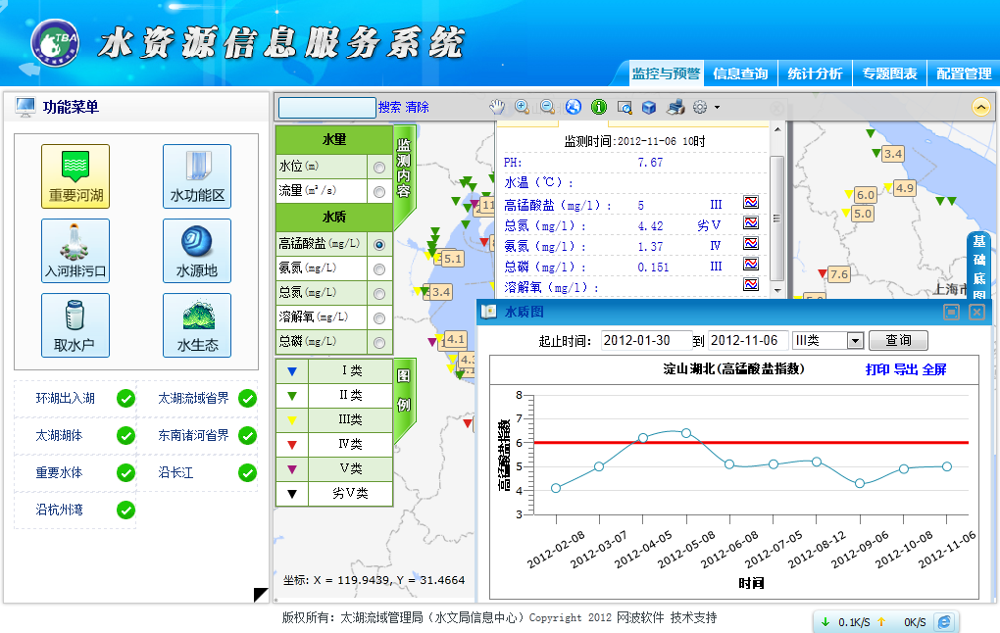 TBA
水资源信息服务系统
监控与预警 信息查询 统计分析 专题图表 配置管理
功能菜单
重要河湖 水功能区
入河排污口 水源地
取水户 水生态
环湖出入湖 太湖流域省界
太湖湖体 东南诸河省界
重要水体 沿长江
沿杭州湾
搜索 清除
水量
水位(m)
流量(m³/s)
水质
高锰酸盐(mg/L)
氨氮(mg/L)
总氮(mg/L)
溶解氧(mg/L)
总磷(mg/L)
监测内容
I 类
II 类
III类
IV 类
V 类
劣V 类
图例
坐标: X = 119.9439, Y = 31.4664
监测时间:2012-11-06 10时
PH: 7.67
水温(℃):
高锰酸盐(mg/l): 5 III
总氮(mg/l): 4.42 劣V
氨氮(mg/l): 1.37 IV
总磷(mg/l): 0.151 III
溶解氧(mg/l):
11
5.1
3.4
4.1
3.4
4.9
6.0
5.0
7.6
上海市
基础底图
水质图
起止时间: 2012-01-30 到 2012-11-06 III类 查询
淀山湖北(高锰酸盐指数) 打印 导出 全屏
高锰酸盐指数
8
7
6
5
4
3
2012-02-08 2012-03-07 2012-04-05 2012-05-08 2012-06-08 2012-07-05 2012-08-12 2012-09-06 2012-10-08 2012-11-06
时间
版权所有: 太湖流域管理局(水文局信息中心) Copyright 2012 网波软件 技术支持
0.1K/S 0K/S